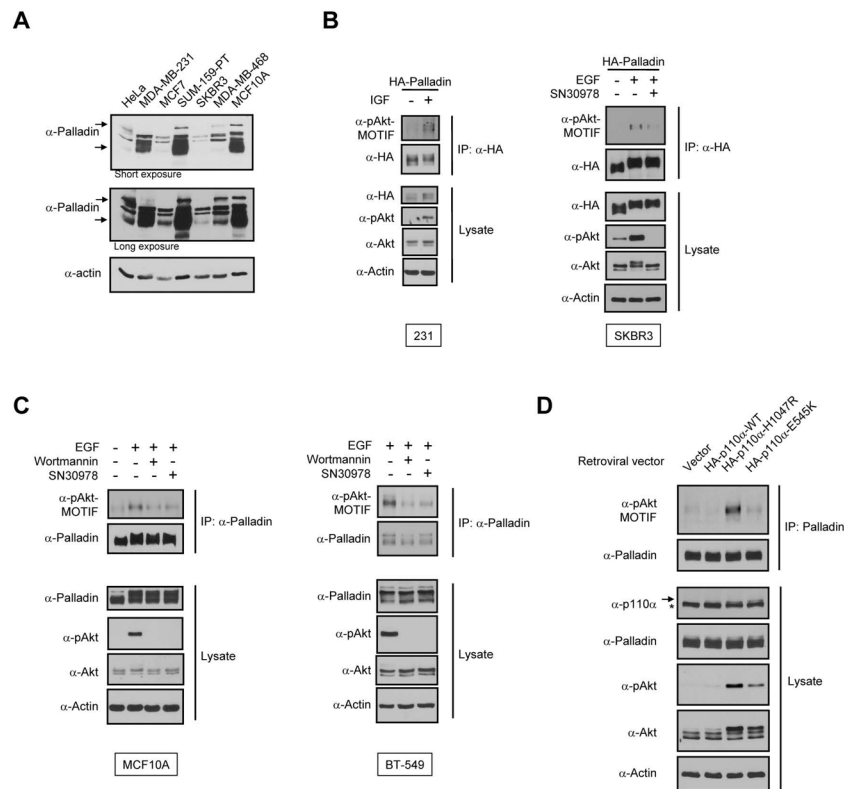 A
HeLa
MDA-MB-231
MCF7
SUM-159-PT
SKBR3
MDA-MB-468
MCF10A
α-Palladin
Short exposure
α-Palladin
Long exposure
α-actin
B
HA-Palladin
IGF - +
α-pAkt-
MOTIF
α-HA
IP: α-HA
α-HA
α-pAkt
α-Akt
α-Actin
Lysate
231
HA-Palladin
EGF - + +
SN30978 - - +
α-pAkt-
MOTIF
α-HA
IP: α-HA
α-HA
α-pAkt
α-Akt
α-Actin
Lysate
SKBR3
C
EGF - + + +
Wortmannin - - + -
SN30978 - - - +
α-pAkt-
MOTIF
α-Palladin
IP: α-Palladin
α-Palladin
α-pAkt
α-Akt
α-Actin
Lysate
MCF10A
EGF + + +
Wortmannin - + -
SN30978 - - +
α-pAkt-
MOTIF
α-Palladin
IP: α-Palladin
α-Palladin
α-pAkt
α-Akt
α-Actin
Lysate
BT-549
D
Retroviral vector
Vector
HA-p110α-WT
HA-p110α-H1047R
HA-p110α-E545K
α-pAkt
MOTIF
α-Palladin
IP: Palladin
α-p110α
*
α-Palladin
α-pAkt
α-Akt
α-Actin
Lysate